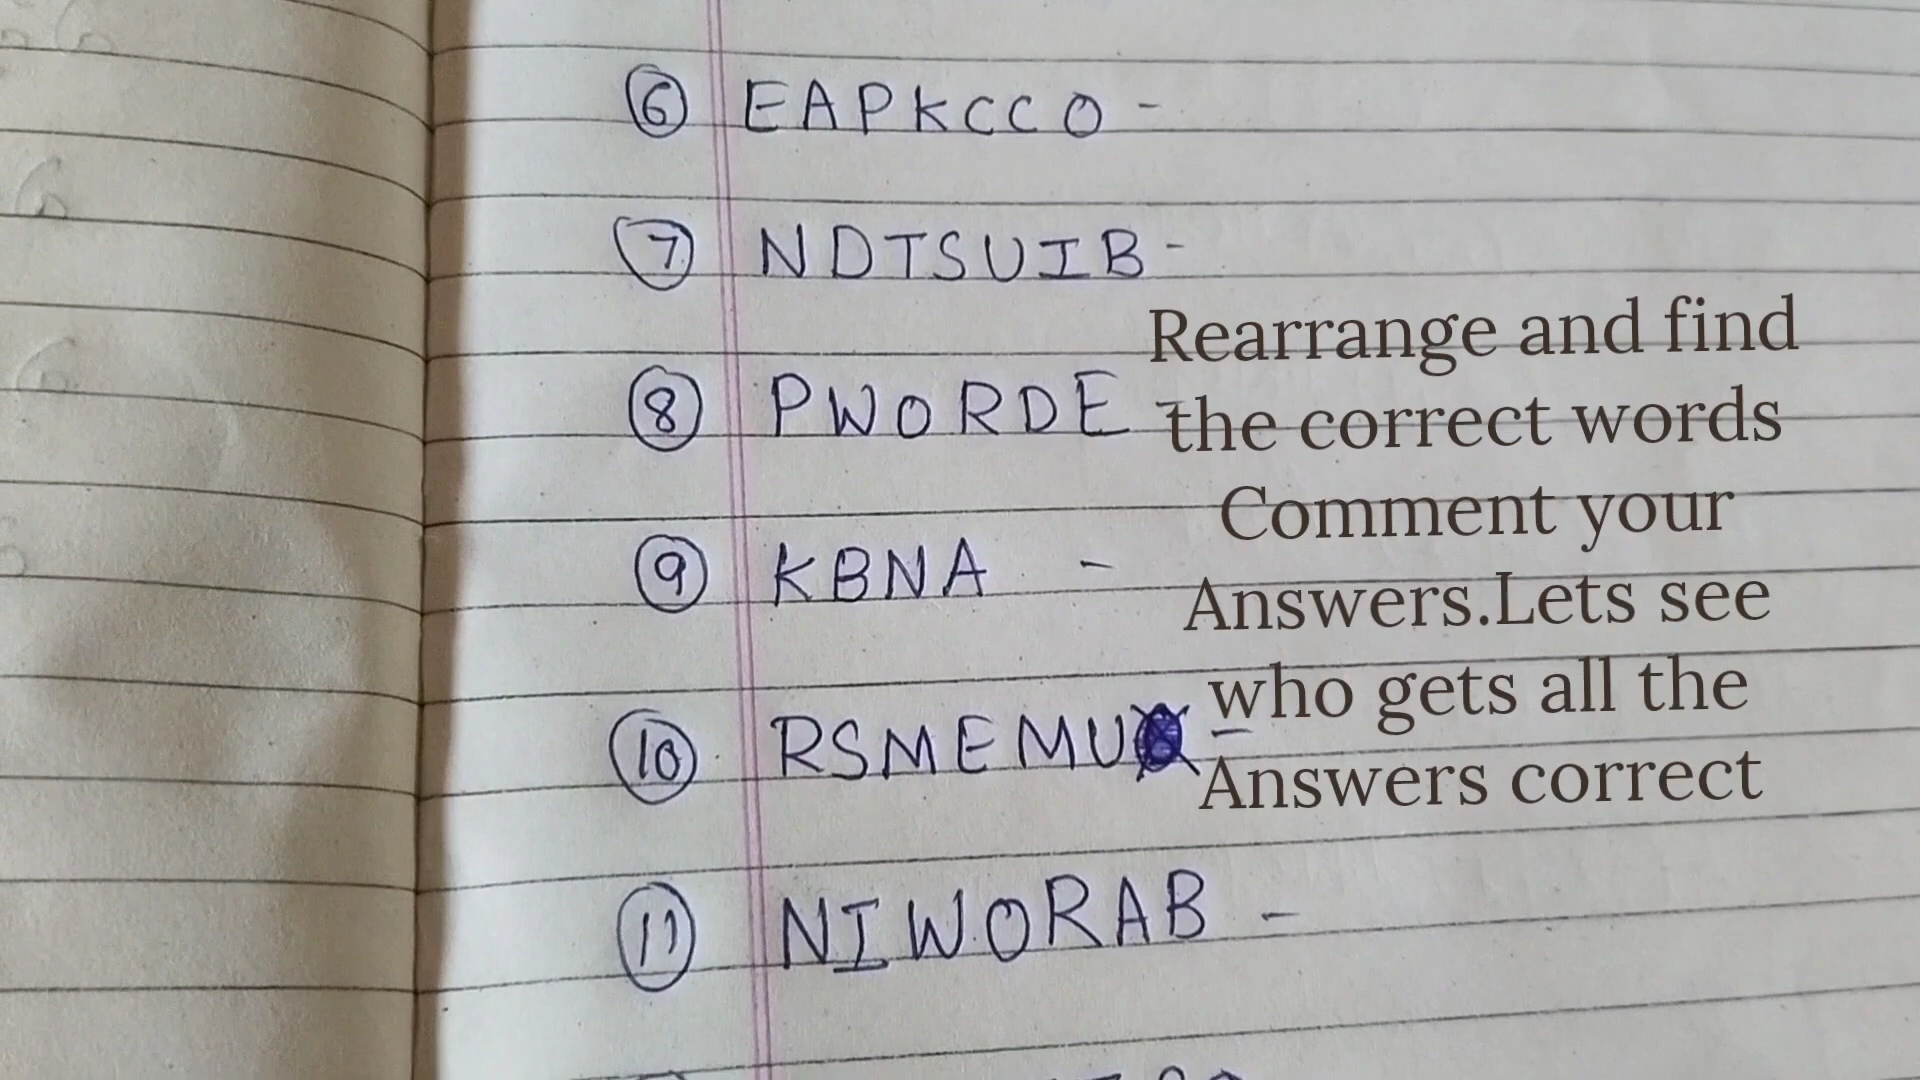 6 EAPKCCO -
7 NDTSUIB -
8 PWORDE -
9 KBNA -
10 RSMEMU -
11 NIWORAB -
Rearrange and find
the correct words
Comment your
Answers.Lets see
who gets all the
Answers correct